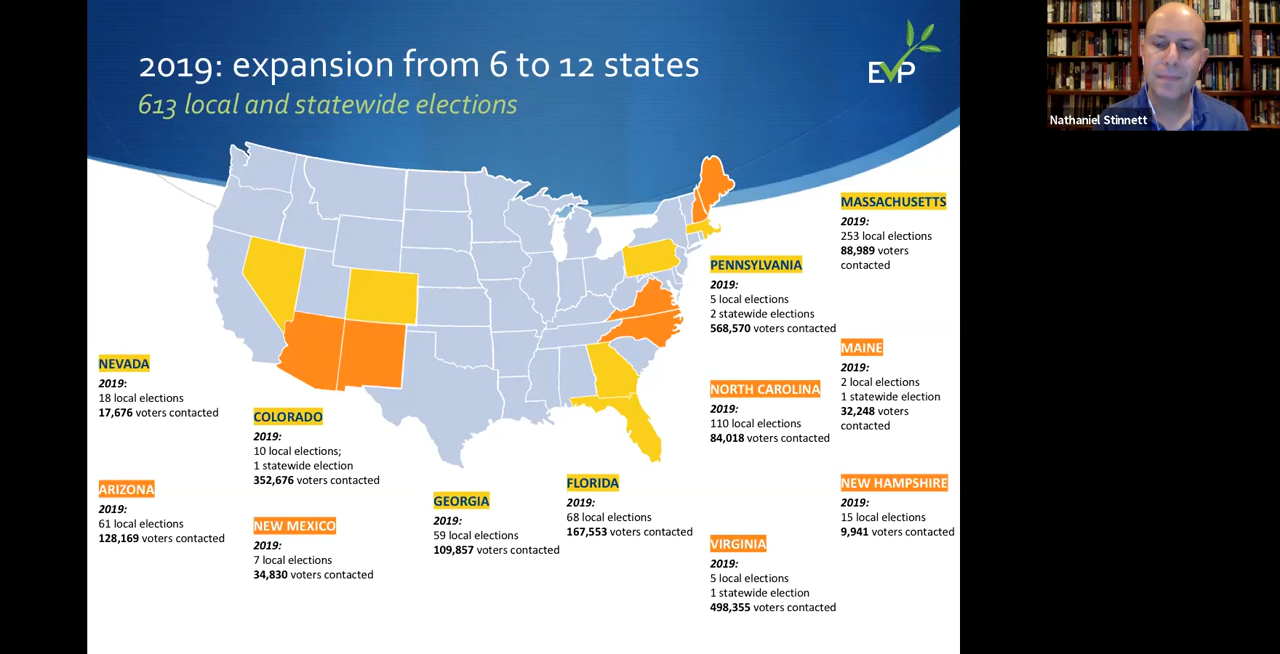 2019: expansion from 6 to 12 states
613 local and statewide elections
EVP
Nathaniel Stinnett
MASSACHUSETTS
2019:
253 local elections
88,989 voters
contacted
PENNSYLVANIA
2019:
5 local elections
2 statewide elections
568,570 voters contacted
MAINE
2019:
2 local elections
1 statewide election
32,248 voters
contacted
NEVADA
2019:
18 local elections
17,676 voters contacted
NORTH CAROLINA
2019:
110 local elections
84,018 voters contacted
COLORADO
2019:
10 local elections;
1 statewide election
352,676 voters contacted
ARIZONA
2019:
61 local elections
128,169 voters contacted
NEW MEXICO
2019:
7 local elections
34,830 voters contacted
GEORGIA
2019:
59 local elections
109,857 voters contacted
FLORIDA
2019:
68 local elections
167,553 voters contacted
NEW HAMPSHIRE
2019:
15 local elections
9,941 voters contacted
VIRGINIA
2019:
5 local elections
1 statewide election
498,355 voters contacted